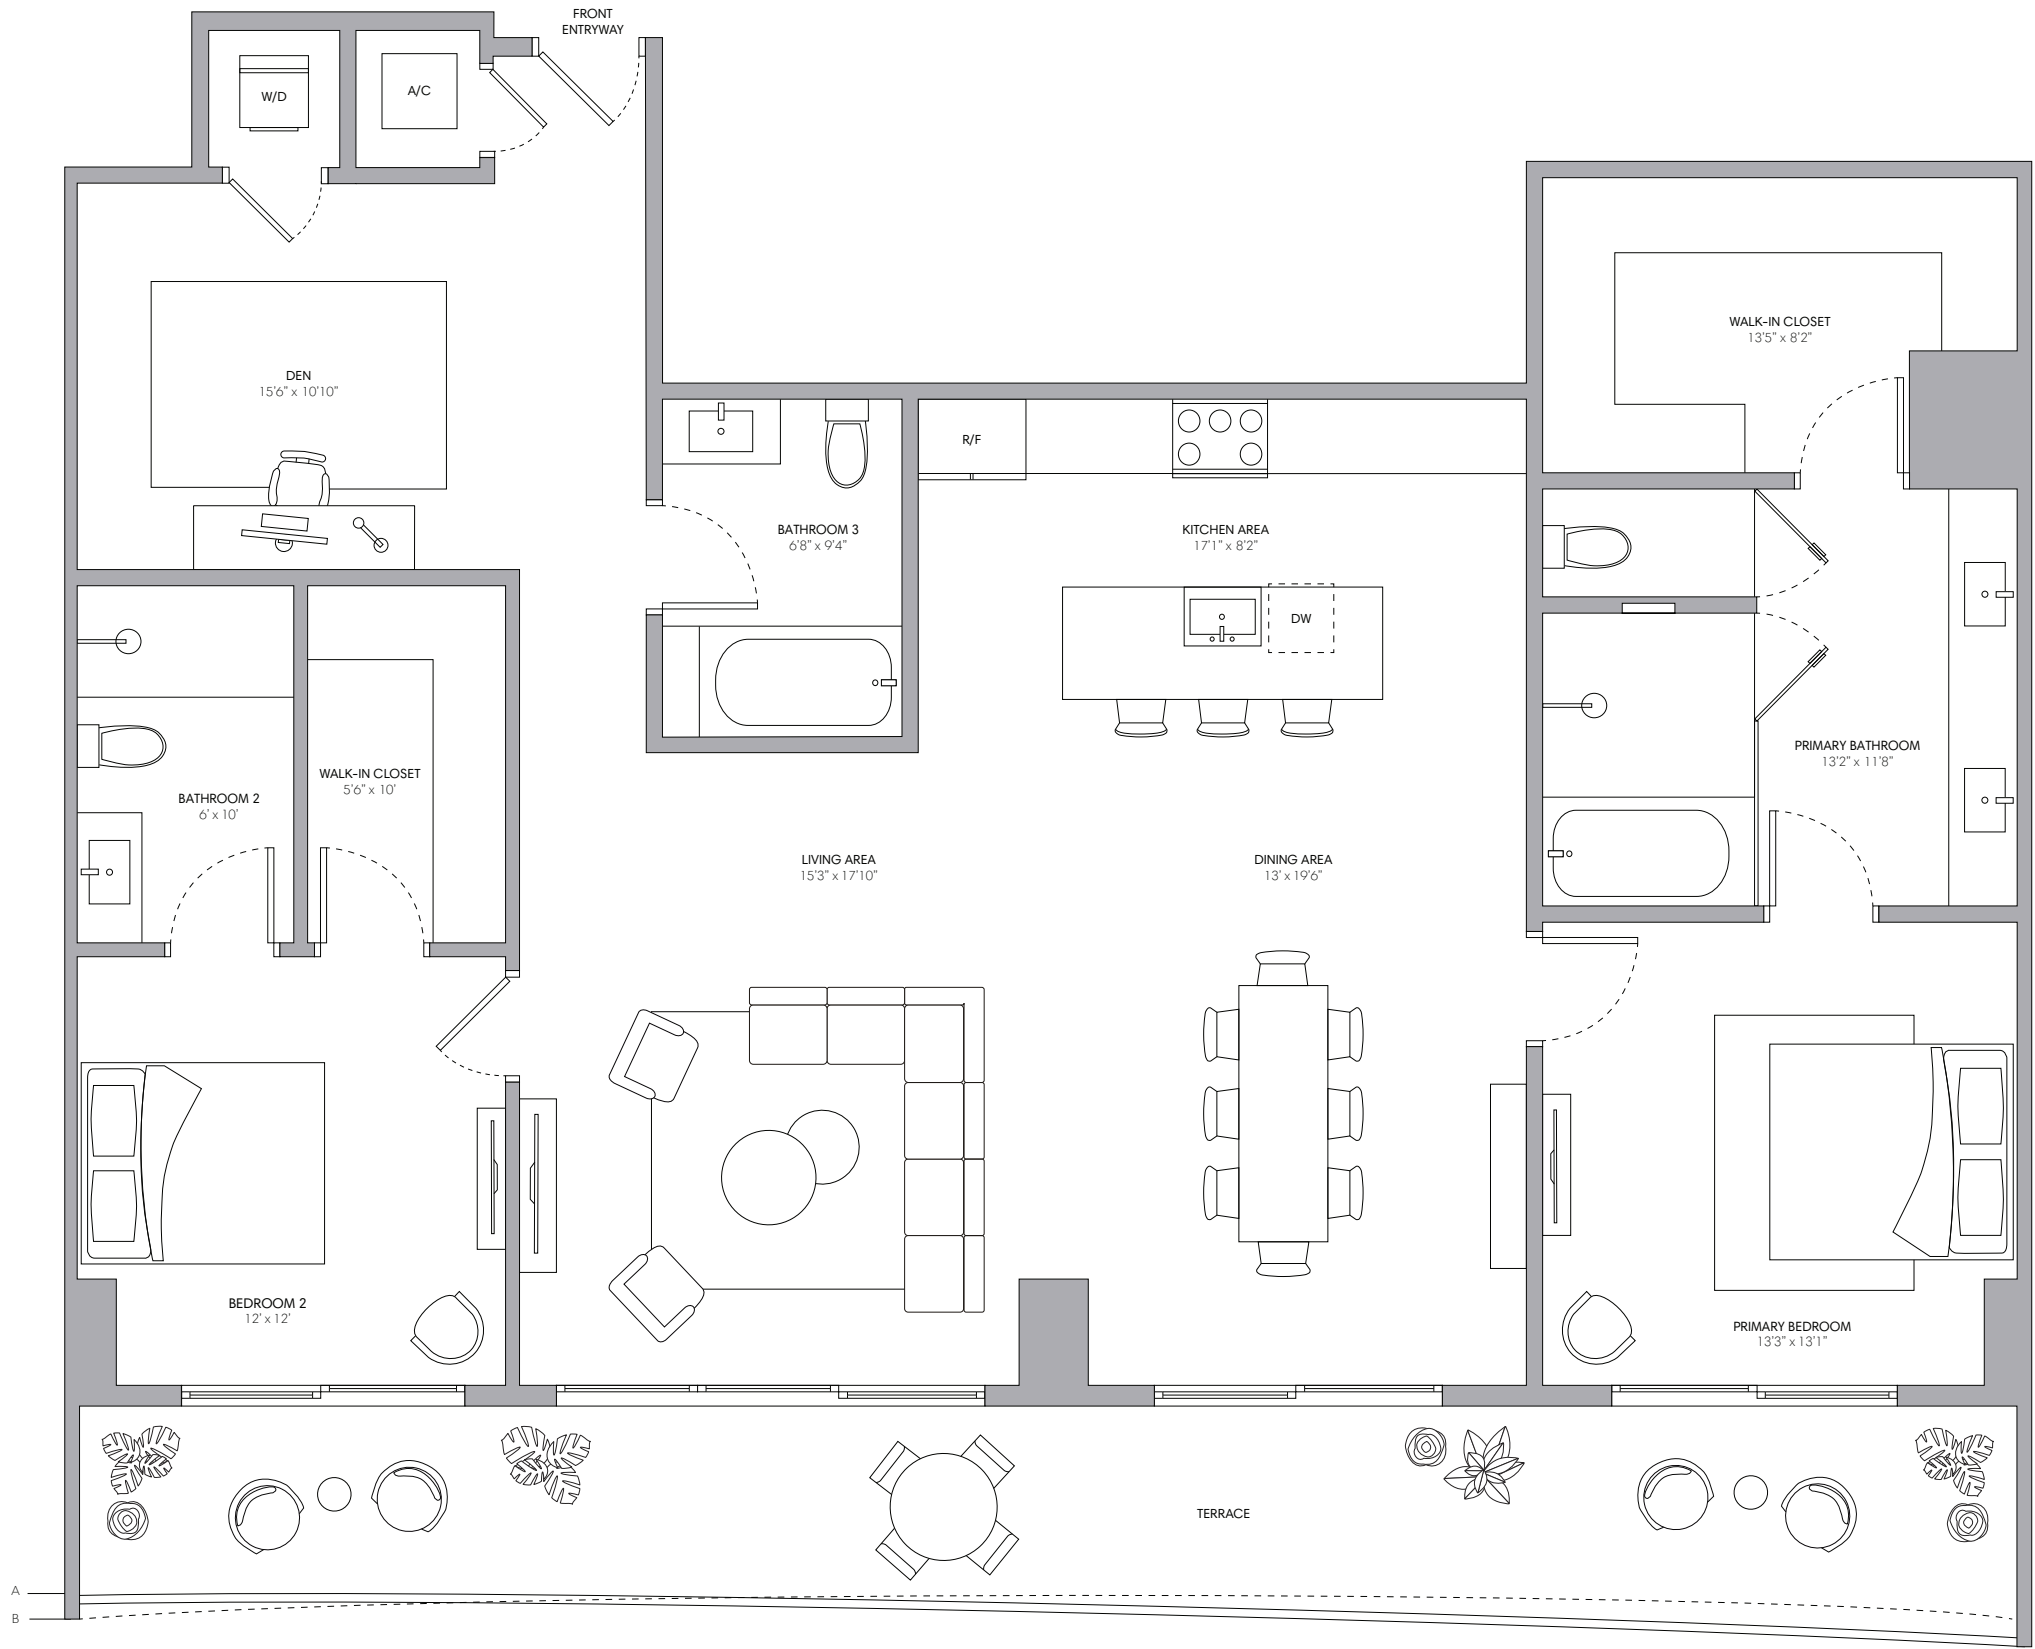 FRONT
ENTRYWAY
W/D
A/C
WALK-IN CLOSET
13'5" x 8'2"
DEN
15'6" x 10'10"
R/F
BATHROOM 3
6'8" x 9'4"
KITCHEN AREA
17'1" x 8'2"
DW
PRIMARY BATHROOM
13'2" x 11'8"
WALK-IN CLOSET
5'6" x 10'
BATHROOM 2
6' x 10'
LIVING AREA
15'3" x 17'10"
DINING AREA
13' x 19'6"
BEDROOM 2
12' x 12'
PRIMARY BEDROOM
13'3" x 13'1"
TERRACE
A
B